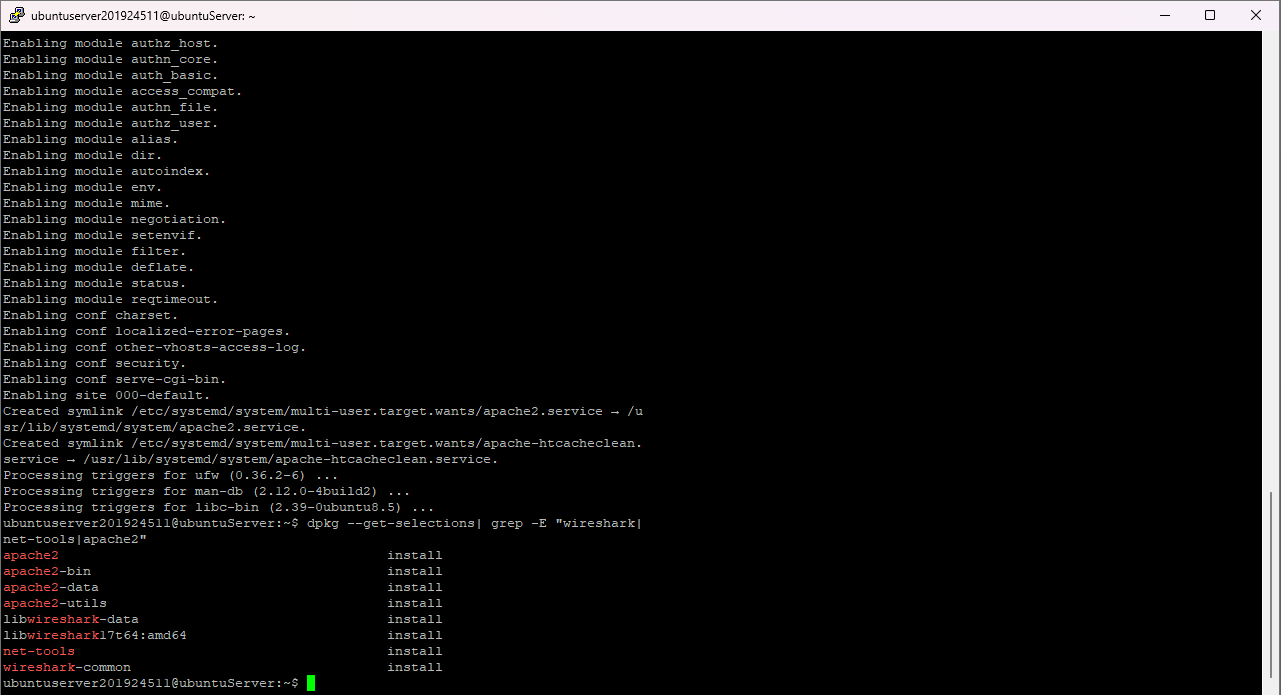 ubuntuserver201924511@ubuntuServer: ~
Enabling module authz_host.
Enabling module authn_core.
Enabling module auth_basic.
Enabling module access_compat.
Enabling module authn_file.
Enabling module authz_user.
Enabling module alias.
Enabling module dir.
Enabling module autoindex.
Enabling module env.
Enabling module mime.
Enabling module negotiation.
Enabling module setenvif.
Enabling module filter.
Enabling module deflate.
Enabling module status.
Enabling module reqtimeout.
Enabling conf charset.
Enabling conf localized-error-pages.
Enabling conf other-vhosts-access-log.
Enabling conf security.
Enabling conf serve-cgi-bin.
Enabling site 000-default.
Created symlink /etc/systemd/system/multi-user.target.wants/apache2.service → /u
sr/lib/systemd/system/apache2.service.
Created symlink /etc/systemd/system/multi-user.target.wants/apache-htcacheclean.
service → /usr/lib/systemd/system/apache-htcacheclean.service.
Processing triggers for ufw (0.36.2-6) ...
Processing triggers for man-db (2.12.0-4build2) ...
Processing triggers for libc-bin (2.39-0ubuntu8.5) ...
ubuntuserver201924511@ubuntuServer:~$ dpkg --get-selections| grep -E "wireshark|
net-tools|apache2"
apache2 install
apache2-bin install
apache2-data install
apache2-utils install
libwireshark-data install
libwireshark17t64:amd64 install
net-tools install
wireshark-common install
ubuntuserver201924511@ubuntuServer:~$